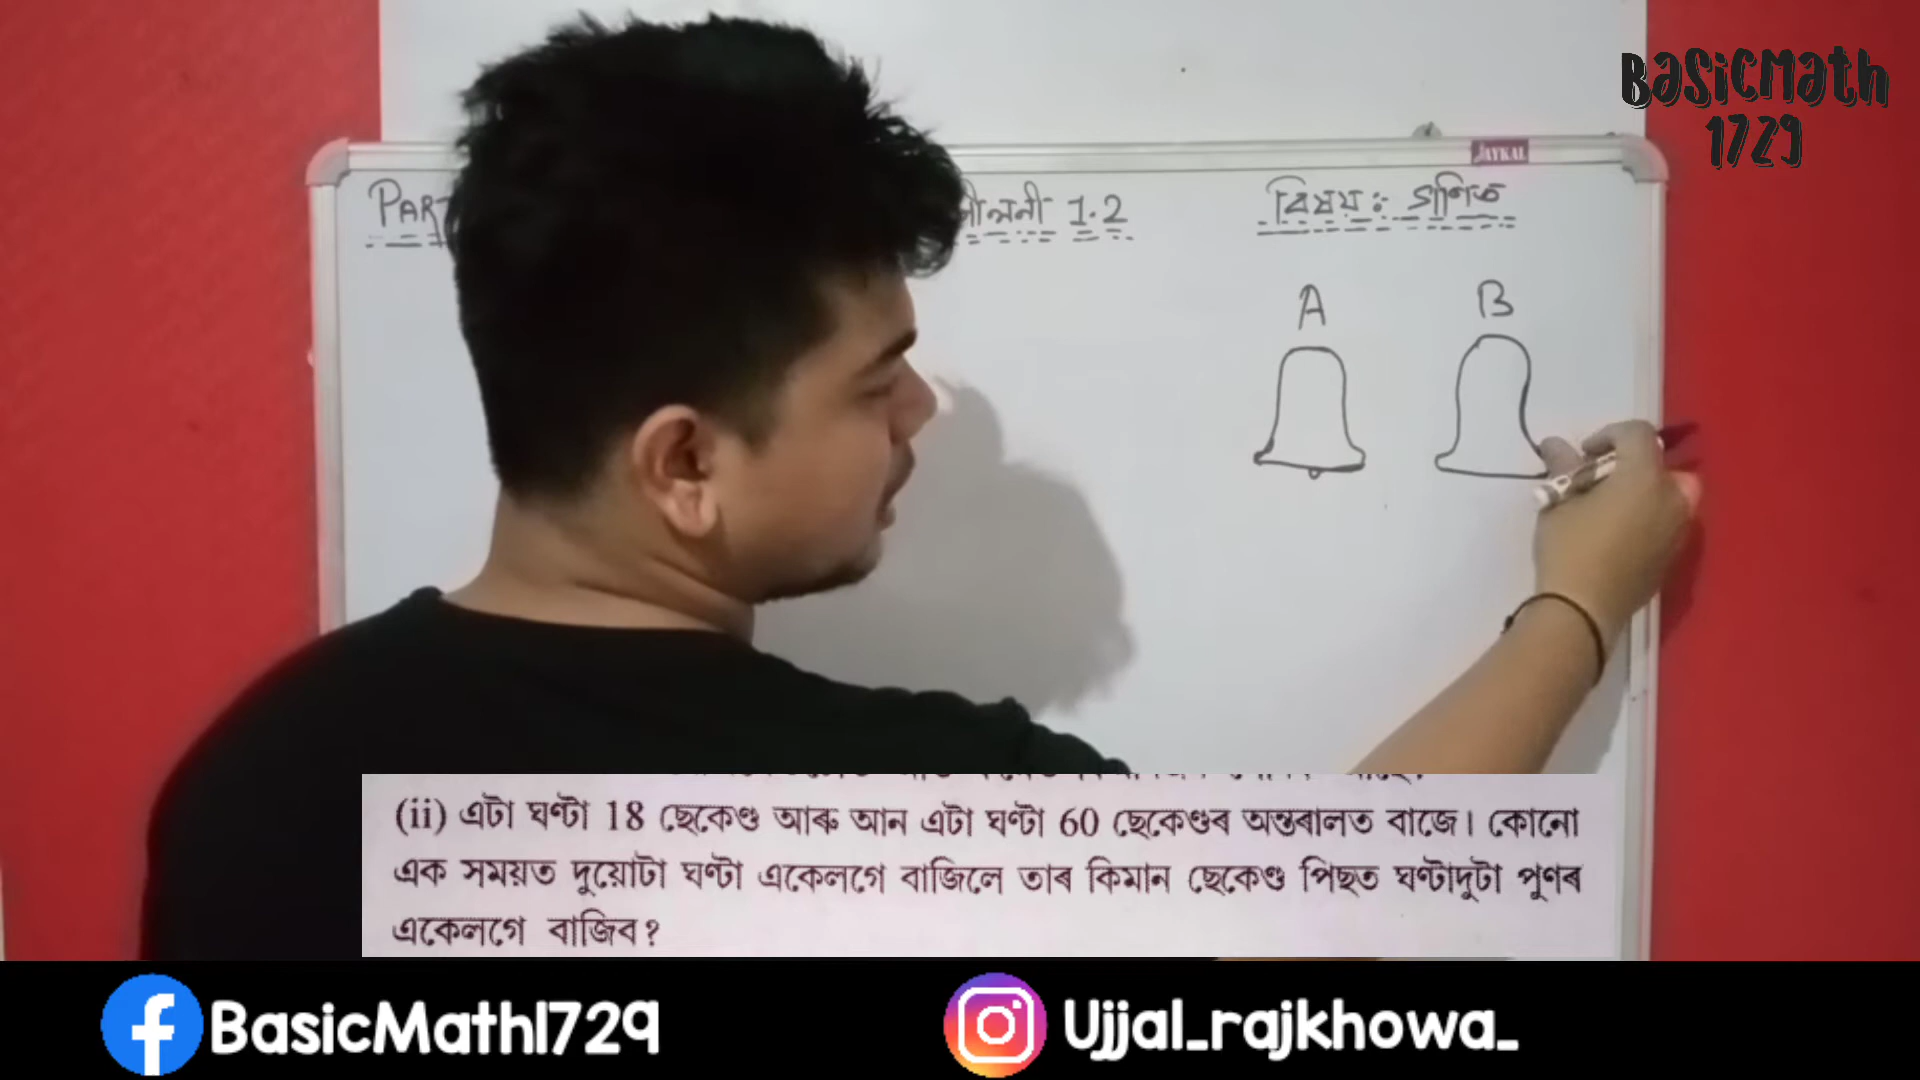 BasicMath
1729
JAYKAL
PART
1.2
বিষয় : গণিত
A
B
(ii) এটা ঘণ্টা 18 ছেকেণ্ড আৰু আন এটা ঘণ্টা 60 ছেকেণ্ডৰ অন্তৰালত বাজে। কোনো
এক সময়ত দুয়োটা ঘণ্টা একেলগে বাজিলে তাৰ কিমান ছেকেণ্ড পিছত ঘণ্টাদুটা পুণৰ
একেলগে বাজিব?
BasicMath1729
Ujjal_rajkhowa_